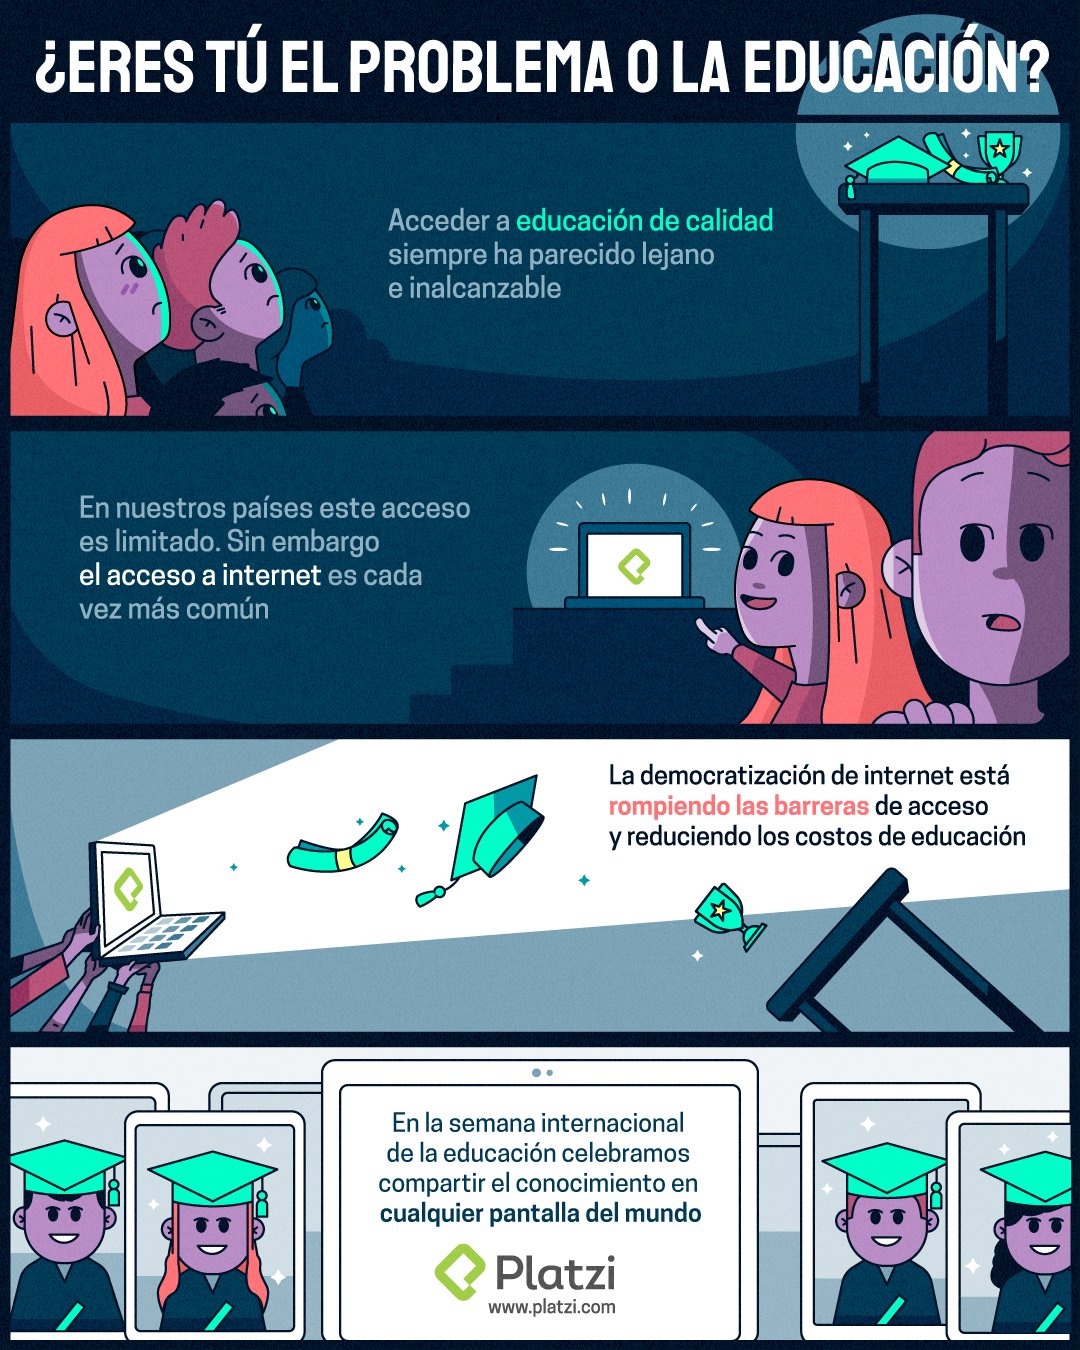 ¿ERES TÚ EL PROBLEMA O LA EDUCACIÓN?
Acceder a educación de calidad
siempre ha parecido lejano
e inalcanzable
En nuestros países este acceso
es limitado. Sin embargo
el acceso a internet es cada
vez más común
La democratización de internet está
rompiendo las barreras de acceso
y reduciendo los costos de educación
En la semana internacional
de la educación celebramos
compartir el conocimiento en
cualquier pantalla del mundo
Platzi
www.platzi.com